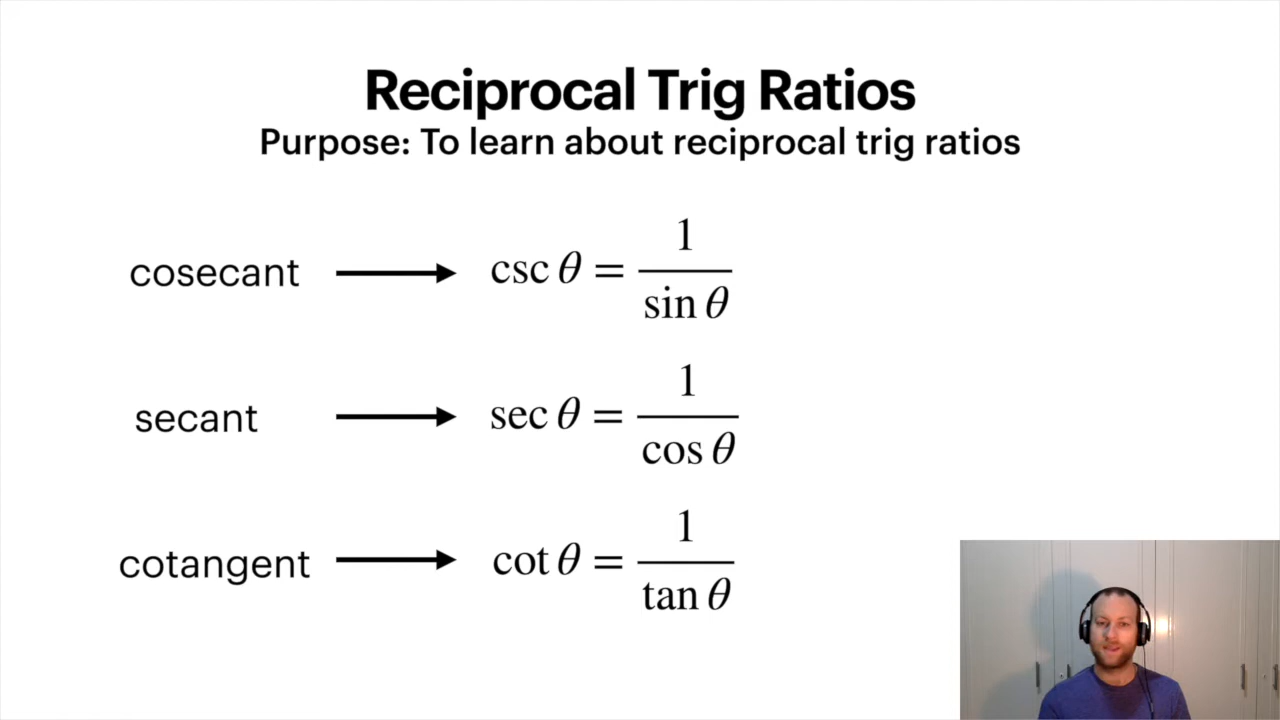 Reciprocal Trig Ratios
Purpose: To learn about reciprocal trig ratios
cosecant → csc θ = 1/sin θ
secant → sec θ = 1/cos θ
cotangent → cot θ = 1/tan θ